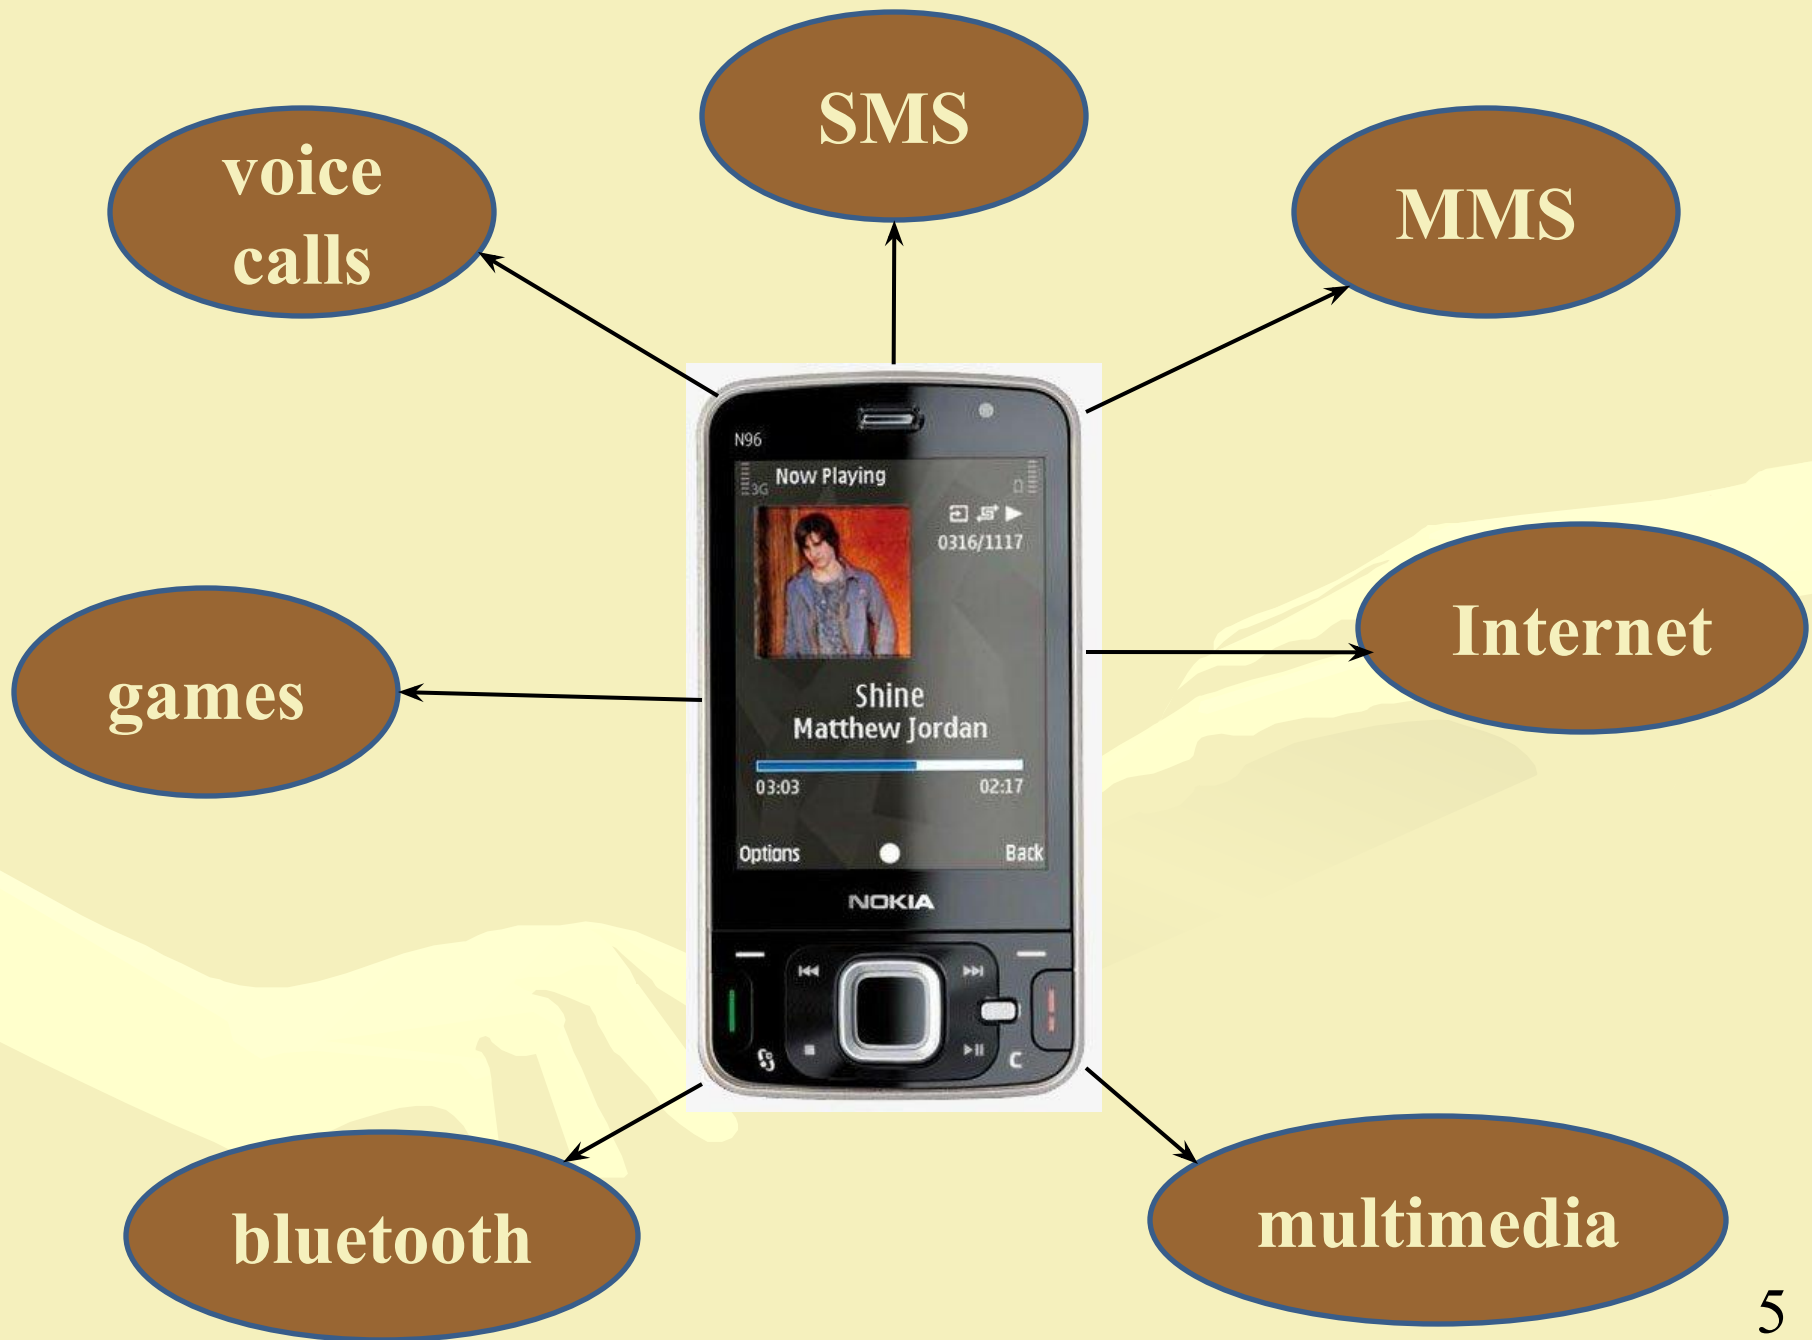 SMS
voice
calls
MMS
N96
3G
Now Playing
0316/1117
Internet
games
Shine
Matthew Jordan
03:03 02:17
Options Back
NOKIA
C
bluetooth
multimedia
5